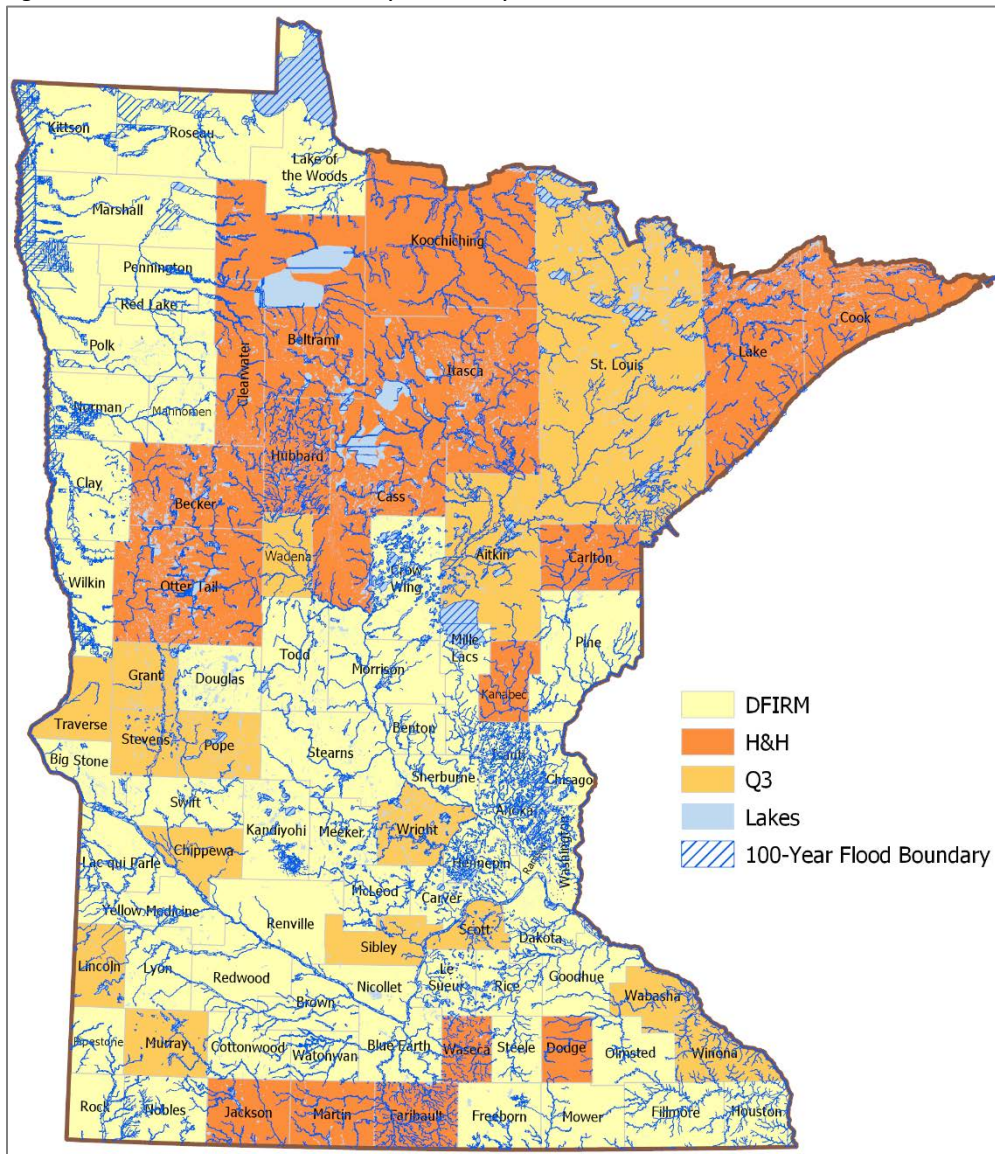 Kittson
Roseau
Lake of
the Woods
Marshall
Koochiching
Pennington
Red Lake
Cook
Beltrami
Lake
Polk
Clearwater
Itasca
St. Louis
Norman
Mahnomen
Hubbard
Clay
Cass
Becker
Aitkin
Carlton
Wadena
Crow
Wing
Wilkin
Otter Tail
Mille
Lacs
Pine
Todd
Morrison
Grant
Douglas
Kanabec
DFIRM
Traverse
Benton
H&H
Stevens
Pope
Stearns
Isanti
Q3
Big Stone
Sherburne
Chisago
Lakes
Swift
Anoka
Kandiyohi
Meeker
Wright
100-Year Flood Boundary
Chippewa
Washington
Lac qui Parle
Hennepin
McLeod
Carver
Yellow Medicine
Renville
Scott
Dakota
Sibley
Lincoln
Lyon
Redwood
Le
Sueur
Rice
Goodhue
Nicollet
Wabasha
Brown
Pipestone
Murray
Cottonwood
Watonwan
Blue Earth
Waseca
Steele
Dodge
Olmsted
Winona
Rock
Nobles
Jackson
Martin
Faribault
Freeborn
Mower
Fillmore
Houston